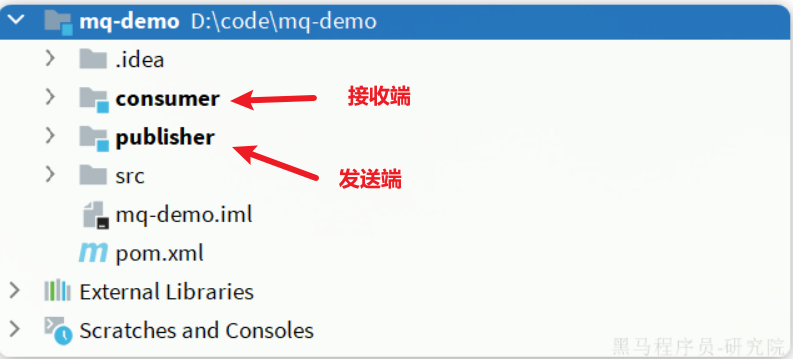 mq-demo D:\code\mq-demo
.idea
consumer 接收端
publisher
发送端
src
mq-demo.iml
pom.xml
External Libraries
Scratches and Consoles
黑马程序员-研究院